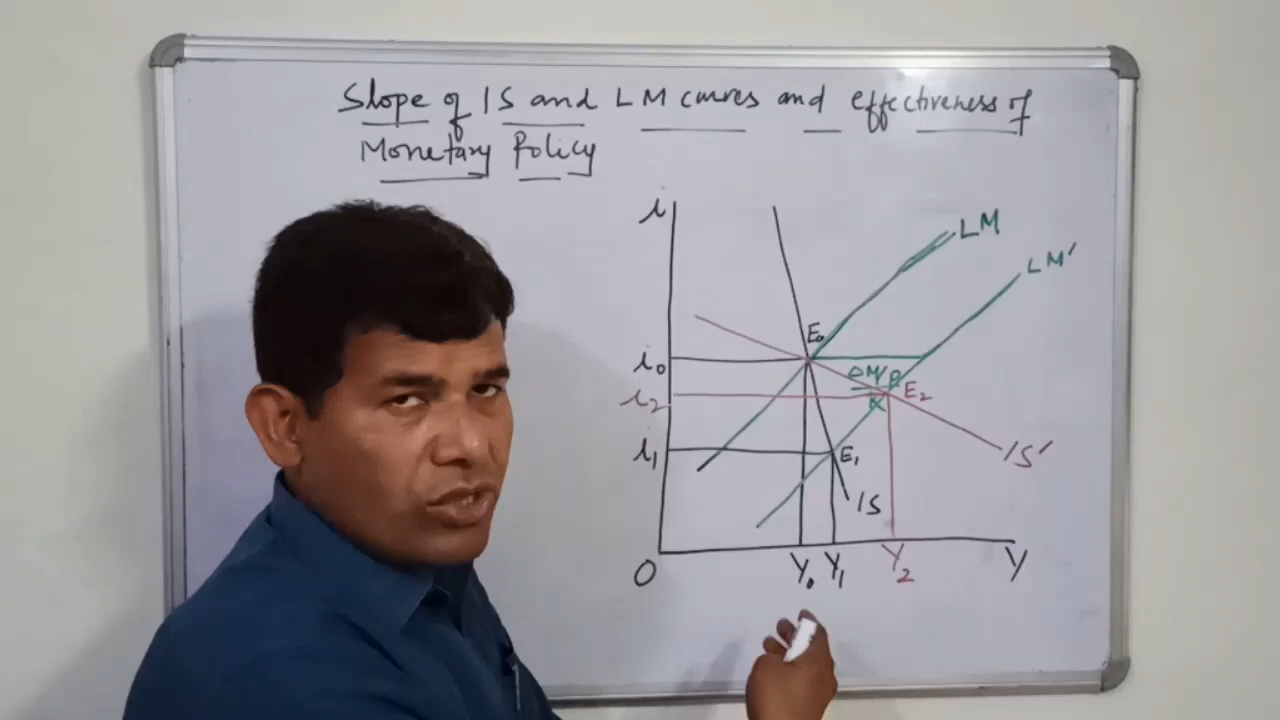 Slope of IS and LM curves and effectiveness of
Monetary Policy
i
LM
LM'
E₀
i₀
ΔM/P
K
E₂
i₂
i₁
E₁
IS'
IS
O
Y₀ Y₁ Y₂ Y